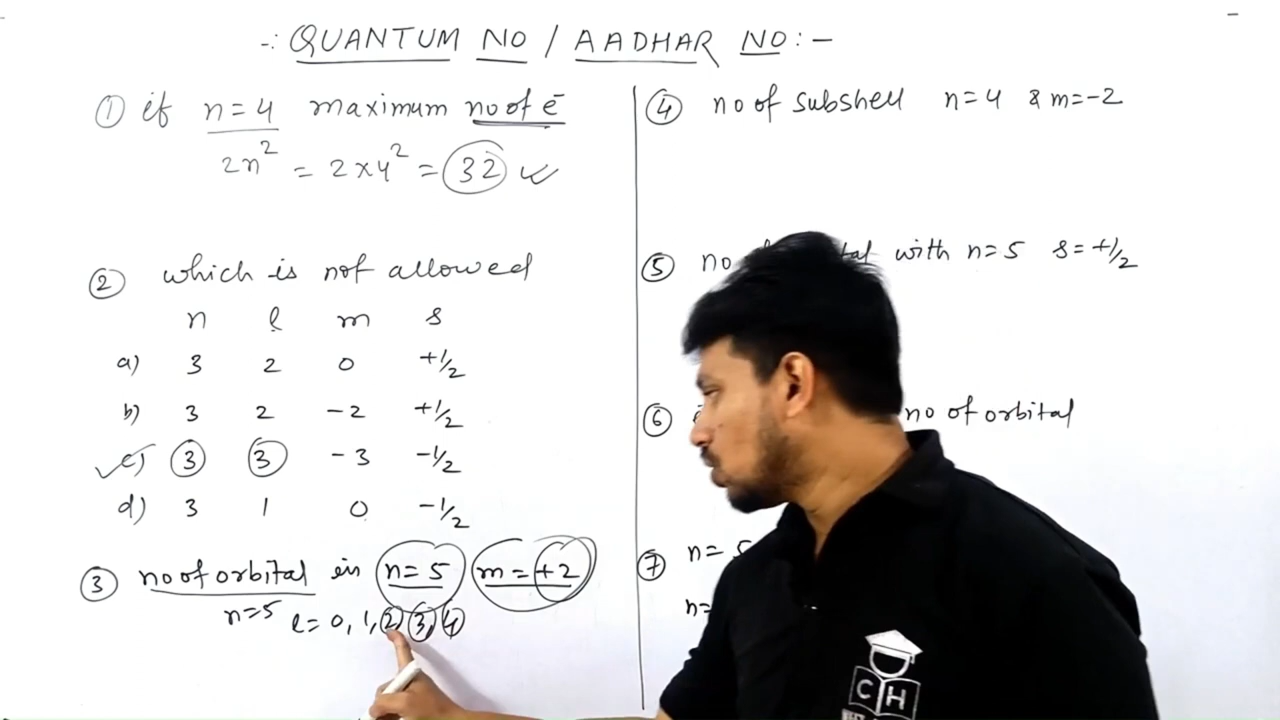 -: QUANTUM NO / AADHAR NO :-
① if n=4 maximum no of e⁻
2n² = 2×4² = 32 ✓
② which is not allowed
n l m s
a) 3 2 0 +1/2
b) 3 2 -2 +1/2
c) 3 3 -3 -1/2
d) 3 1 0 -1/2
③ no of orbital in n=5 m=+2
n=5 l= 0, 1, 2, 3, 4
④ no of subshell n=4 & m=-2
⑤ no with n=5 s=+1/2
⑥ no of orbital
⑦ n= 5
n=
CH